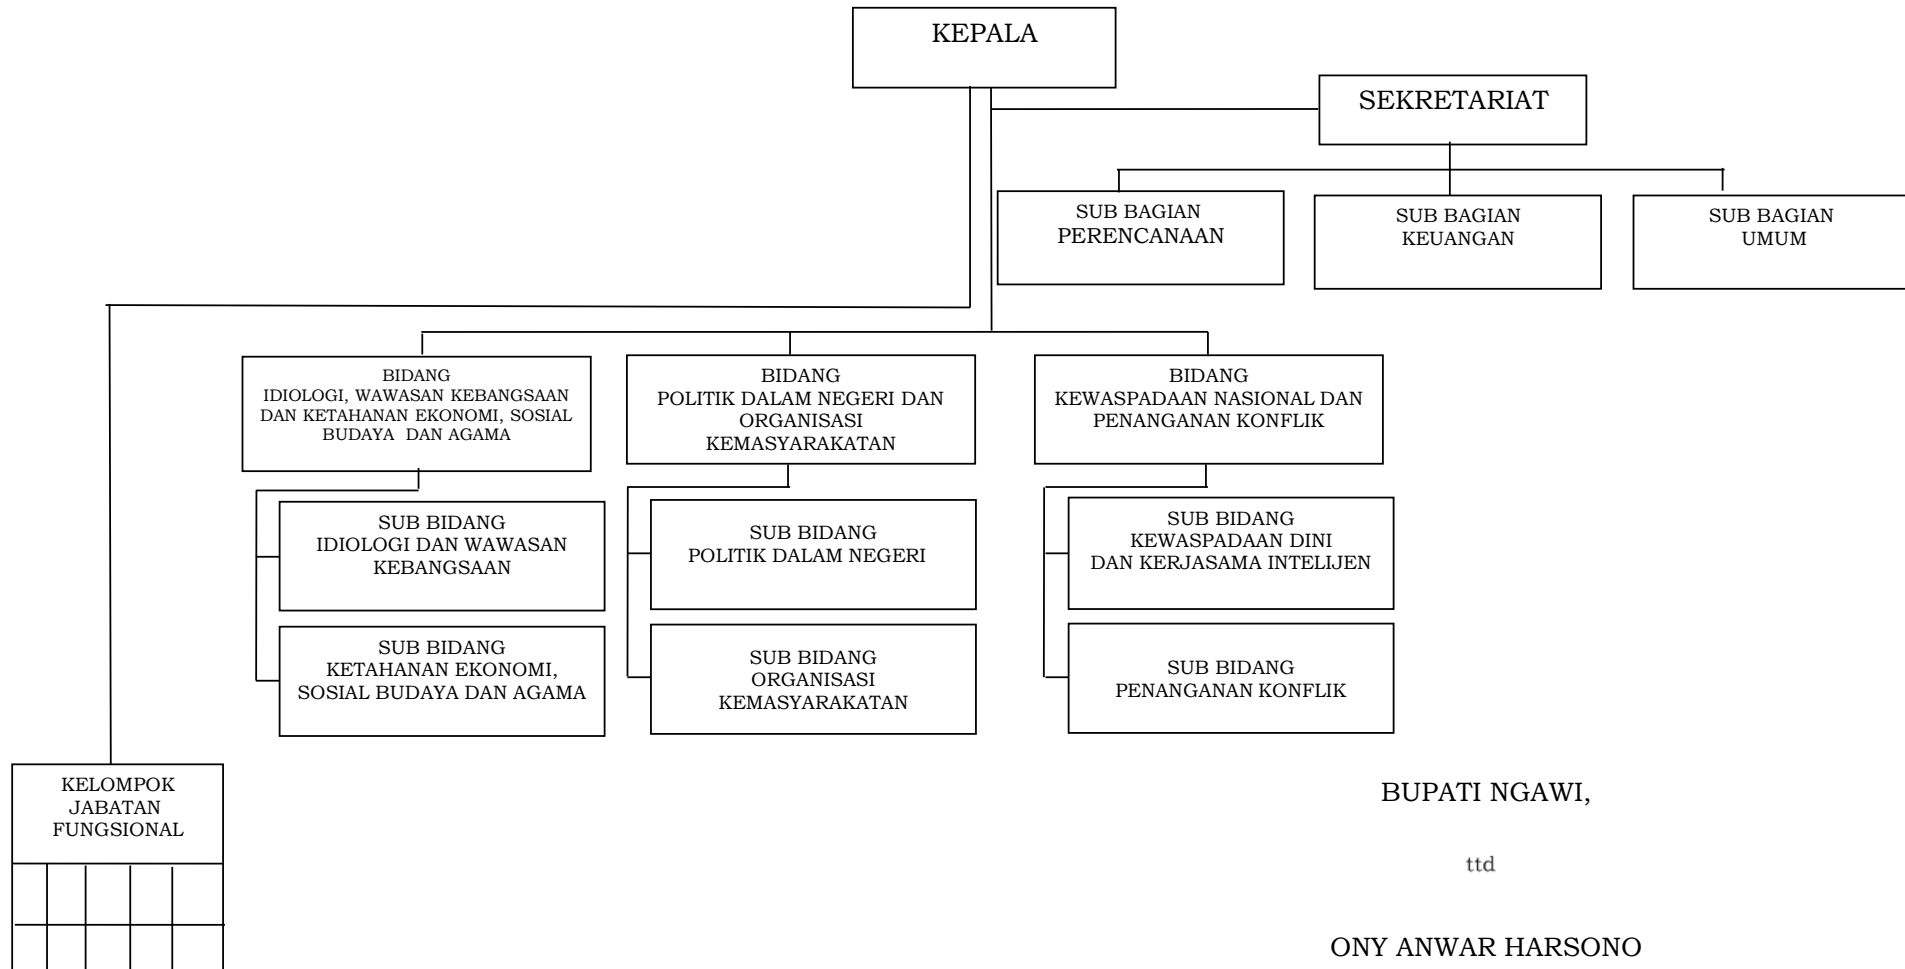 KEPALA
SEKRETARIAT
SUB BAGIAN
PERENCANAAN
SUB BAGIAN
KEUANGAN
SUB BAGIAN
UMUM
BIDANG
IDIOLOGI, WAWASAN KEBANGSAAN
DAN KETAHANAN EKONOMI, SOSIAL
BUDAYA DAN AGAMA
BIDANG
POLITIK DALAM NEGERI DAN
ORGANISASI
KEMASYARAKATAN
BIDANG
KEWASPADAAN NASIONAL DAN
PENANGANAN KONFLIK
SUB BIDANG
IDIOLOGI DAN WAWASAN
KEBANGSAAN
SUB BIDANG
POLITIK DALAM NEGERI
SUB BIDANG
KEWASPADAAN DINI
DAN KERJASAMA INTELIJEN
SUB BIDANG
KETAHANAN EKONOMI,
SOSIAL BUDAYA DAN AGAMA
SUB BIDANG
ORGANISASI
KEMASYARAKATAN
SUB BIDANG
PENANGANAN KONFLIK
KELOMPOK
JABATAN
FUNGSIONAL
BUPATI NGAWI,
ttd
ONY ANWAR HARSONO